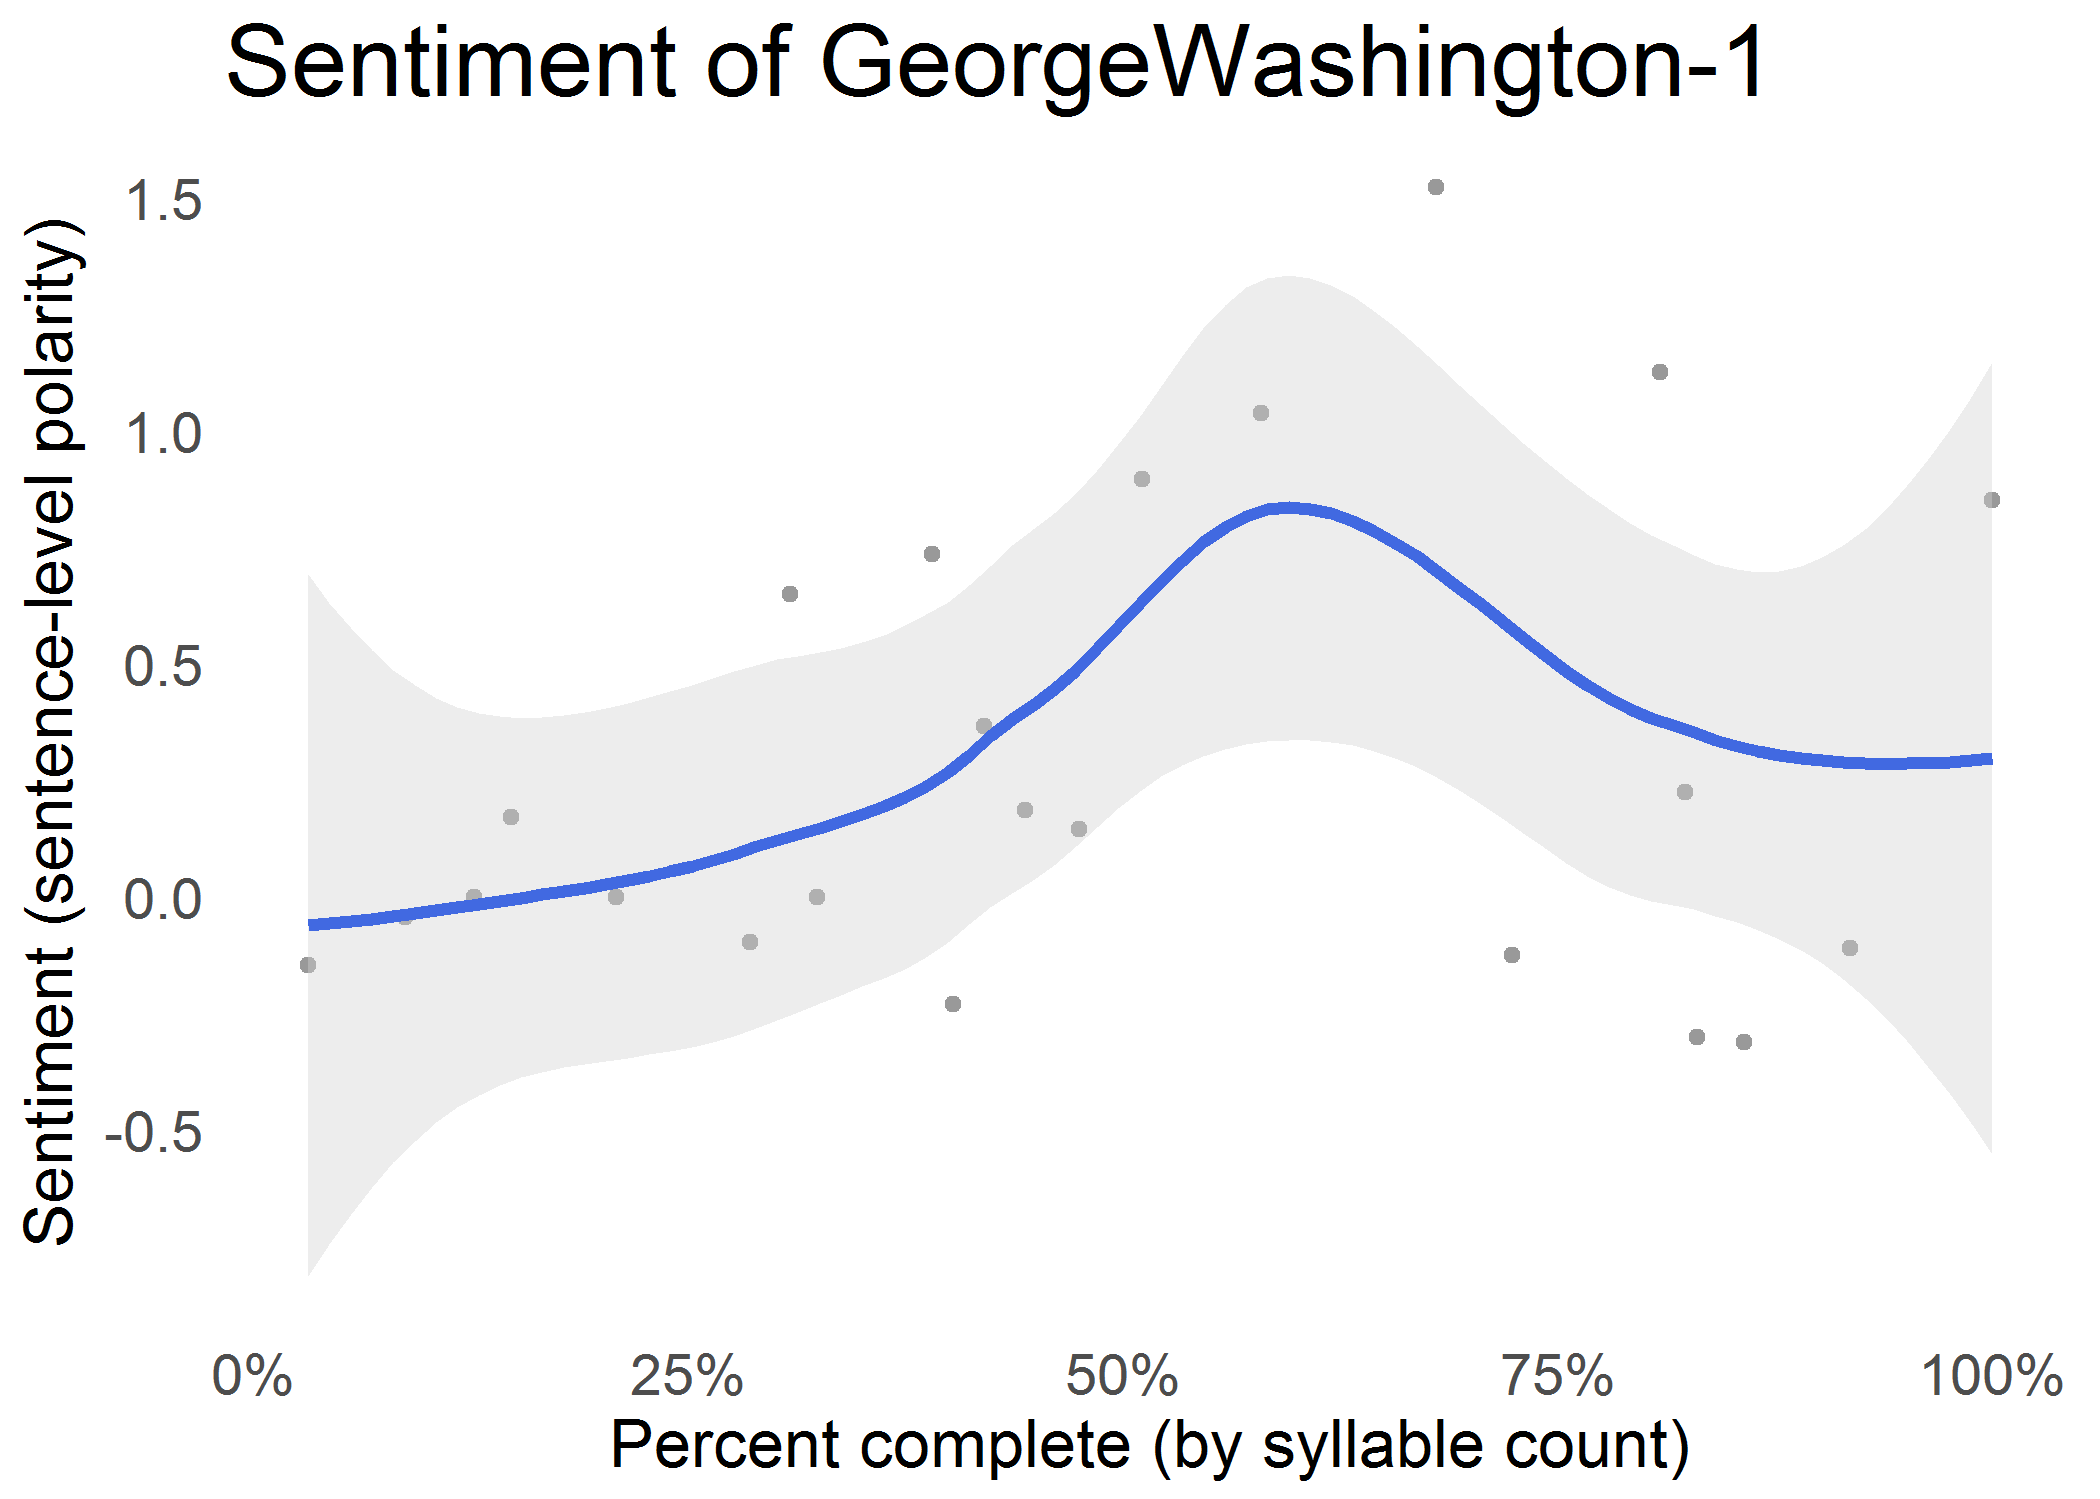 Sentiment of GeorgeWashington-1
Sentiment (sentence-level polarity)
1.5
1.0
0.5
0.0
-0.5
0% 25% 50% 75% 100%
Percent complete (by syllable count)